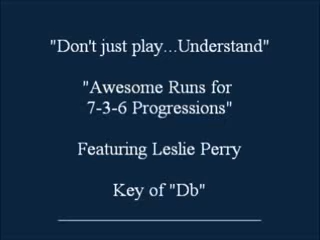 "Don't just play...Understand"
"Awesome Runs for
7-3-6 Progressions"
Featuring Leslie Perry
Key of "Db"